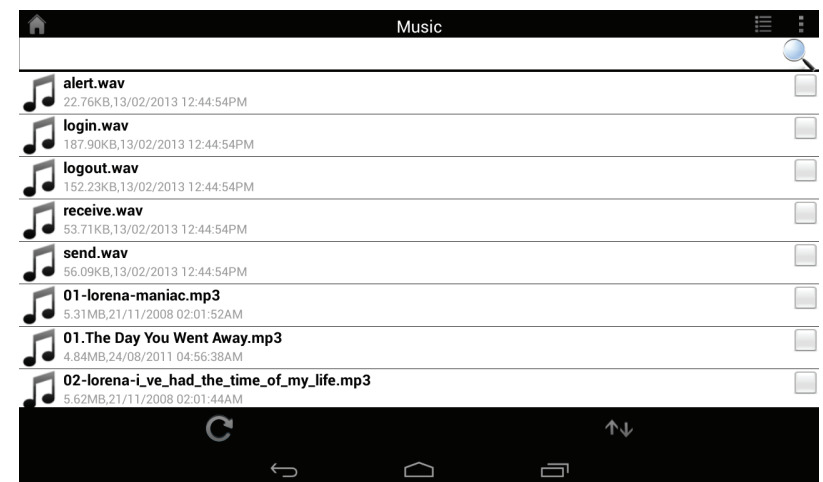 Music
alert.wav
22.76KB,13/02/2013 12:44:54PM
login.wav
187.90KB,13/02/2013 12:44:54PM
logout.wav
152.23KB,13/02/2013 12:44:54PM
receive.wav
53.71KB,13/02/2013 12:44:54PM
send.wav
56.09KB,13/02/2013 12:44:54PM
01-lorena-maniac.mp3
5.31MB,21/11/2008 02:01:52AM
01.The Day You Went Away.mp3
4.84MB,24/08/2011 04:56:38AM
02-lorena-i_ve_had_the_time_of_my_life.mp3
5.62MB,21/11/2008 02:01:44AM